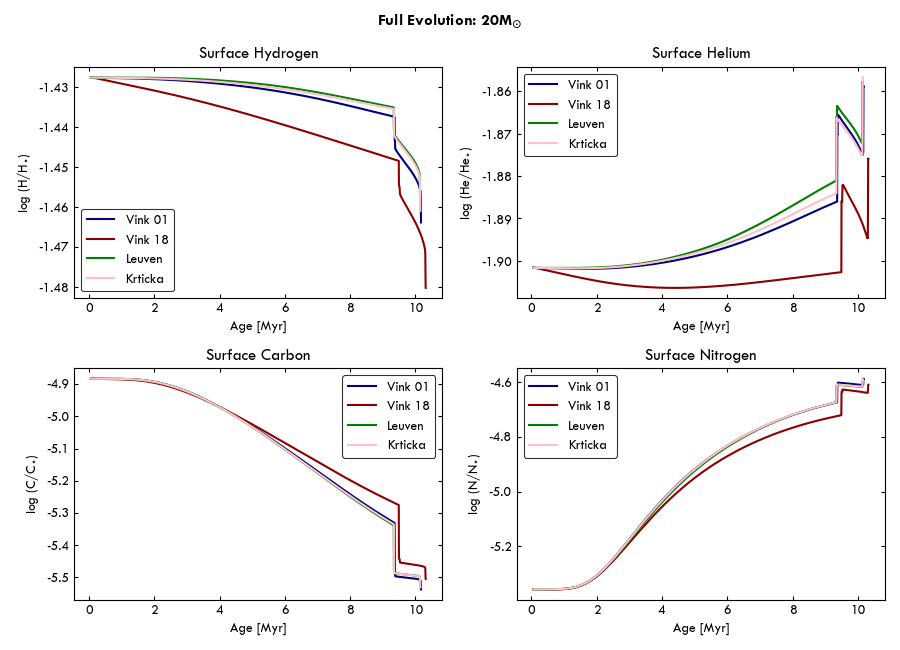 Full Evolution: 20M⊙
Surface Hydrogen
log (H/H⋆)
-1.43
-1.44
-1.45
-1.46
-1.47
-1.48
Vink 01
Vink 18
Leuven
Krticka
0 2 4 6 8 10
Age [Myr]
Surface Helium
log (He/He⋆)
-1.86
-1.87
-1.88
-1.89
-1.90
Vink 01
Vink 18
Leuven
Krticka
0 2 4 6 8 10
Age [Myr]
Surface Carbon
log (C/C⋆)
-4.9
-5.0
-5.1
-5.2
-5.3
-5.4
-5.5
Vink 01
Vink 18
Leuven
Krticka
0 2 4 6 8 10
Age [Myr]
Surface Nitrogen
log (N/N⋆)
-4.6
-4.8
-5.0
-5.2
Vink 01
Vink 18
Leuven
Krticka
0 2 4 6 8 10
Age [Myr]